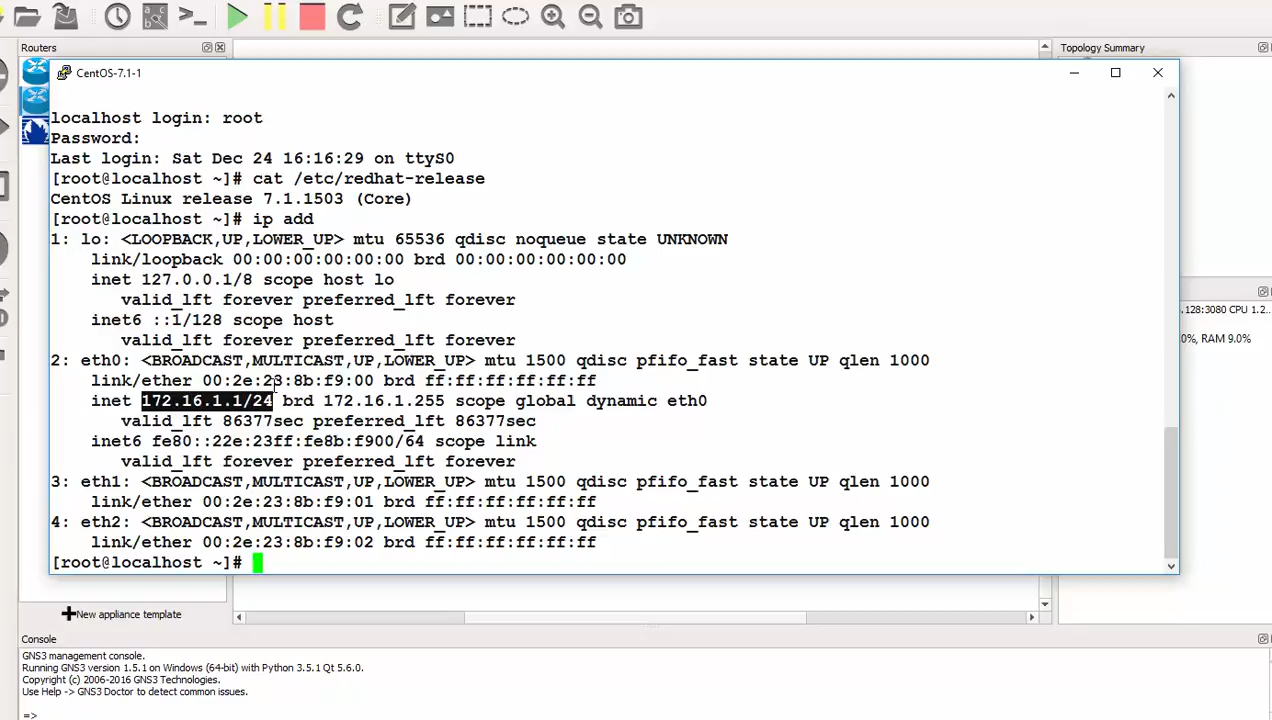 Routers
Topology Summary
CentOS-7.1-1
localhost login: root
Password:
Last login: Sat Dec 24 16:16:29 on ttyS0
[root@localhost ~]# cat /etc/redhat-release
CentOS Linux release 7.1.1503 (Core)
[root@localhost ~]# ip add
1: lo: <LOOPBACK,UP,LOWER_UP> mtu 65536 qdisc noqueue state UNKNOWN
link/loopback 00:00:00:00:00:00 brd 00:00:00:00:00:00
inet 127.0.0.1/8 scope host lo
valid_lft forever preferred_lft forever
inet6 ::1/128 scope host
valid_lft forever preferred_lft forever
2: eth0: <BROADCAST,MULTICAST,UP,LOWER_UP> mtu 1500 qdisc pfifo_fast state UP qlen 1000
link/ether 00:2e:23:8b:f9:00 brd ff:ff:ff:ff:ff:ff
inet 172.16.1.1/24 brd 172.16.1.255 scope global dynamic eth0
valid_lft 86377sec preferred_lft 86377sec
inet6 fe80::22e:23ff:fe8b:f900/64 scope link
valid_lft forever preferred_lft forever
3: eth1: <BROADCAST,MULTICAST,UP,LOWER_UP> mtu 1500 qdisc pfifo_fast state UP qlen 1000
link/ether 00:2e:23:8b:f9:01 brd ff:ff:ff:ff:ff:ff
4: eth2: <BROADCAST,MULTICAST,UP,LOWER_UP> mtu 1500 qdisc pfifo_fast state UP qlen 1000
link/ether 00:2e:23:8b:f9:02 brd ff:ff:ff:ff:ff:ff
[root@localhost ~]#
.128:3080 CPU 1.2...
%, RAM 9.0%
New appliance template
Console
GNS3 management console.
Running GNS3 version 1.5.1 on Windows (64-bit) with Python 3.5.1 Qt 5.6.0.
Copyright (c) 2006-2016 GNS3 Technologies.
Use Help -> GNS3 Doctor to detect common issues.
=>